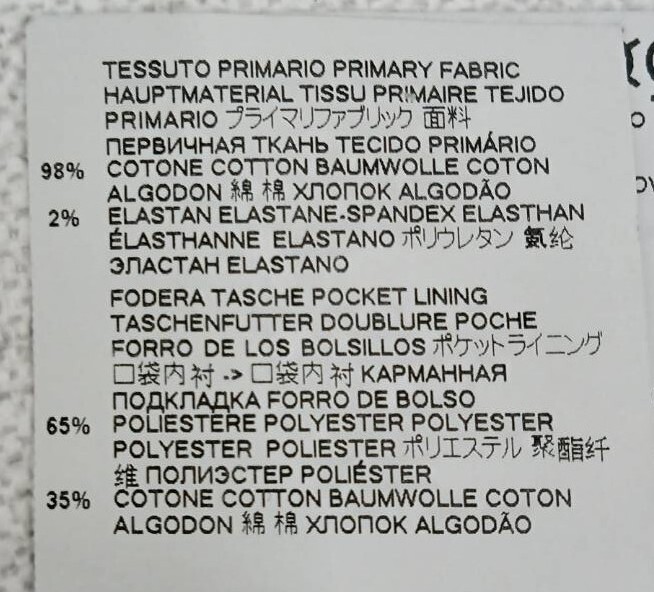 TESSUTO PRIMARIO PRIMARY FABRIC
HAUPTMATERIAL TISSU PRIMAIRE TEJIDO
PRIMARIO プライマリファブリック 面料
ПЕРВИЧНАЯ ТКАНЬ TECIDO PRIMÁRIO
98% COTONE COTTON BAUMWOLLE COTON
ALGODON 綿 棉 ХЛОПОК ALGODÃO
2% ELASTAN ELASTANE-SPANDEX ELASTHAN
ÉLASTHANNE ELASTANO ポリウレタン 氨纶
ЭЛАСТАН ELASTANO
FODERA TASCHE POCKET LINING
TASCHENFUTTER DOUBLURE POCHE
FORRO DE LOS BOLSILLOS ポケットライニング
口袋内衬 -> 口袋内衬 КАРМАННАЯ
ПОДКЛАДКА FORRO DE BOLSO
65% POLIESTERE POLYESTER POLYESTER
POLYESTER POLIESTER ポリエステル 聚酯纤
维 ПОЛИЭСТЕР POLIÉSTER
35% COTONE COTTON BAUMWOLLE COTON
ALGODON 綿 棉 ХЛОПОК ALGODÃO